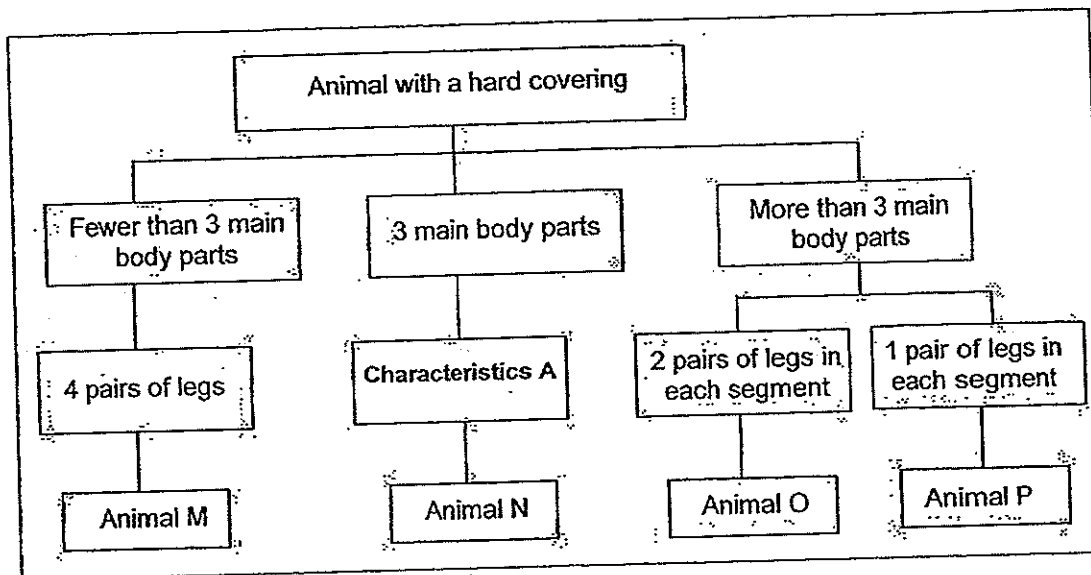 Animal with a hard covering
Fewer than 3 main
body parts
3 main body parts
More than 3 main
body parts
4 pairs of legs
Characteristics A
2 pairs of legs in
each segment
1 pair of legs in
each segment
Animal M
Animal N
Animal O
Animal P